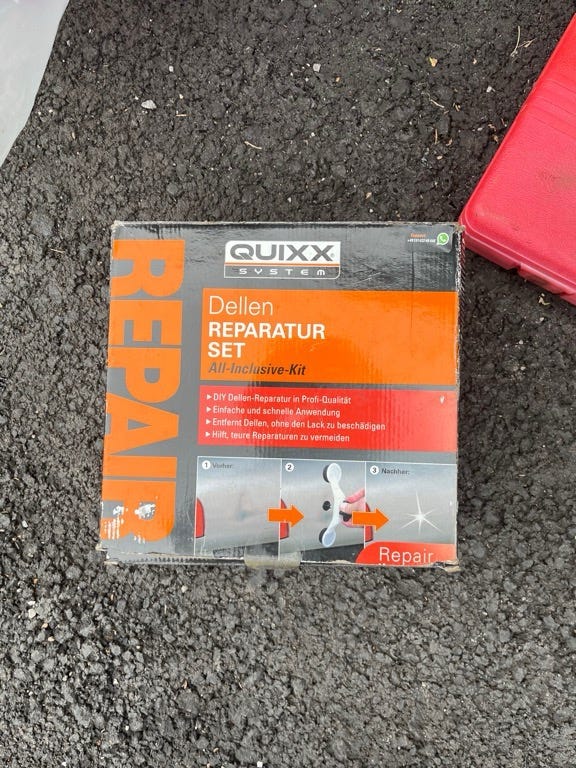 REPAIR
QUIXX
SYSTEM
Dellen
REPARATUR
SET
All-Inclusive-Kit
▸ DIY Dellen-Reparatur in Profi-Qualität
▸ Einfache und schnelle Anwendung
▸ Entfernt Dellen, ohne den Lack zu beschädigen
▸ Hilft, teure Reparaturen zu vermeiden
1 Vorher:
2
3 Nachher:
Repair